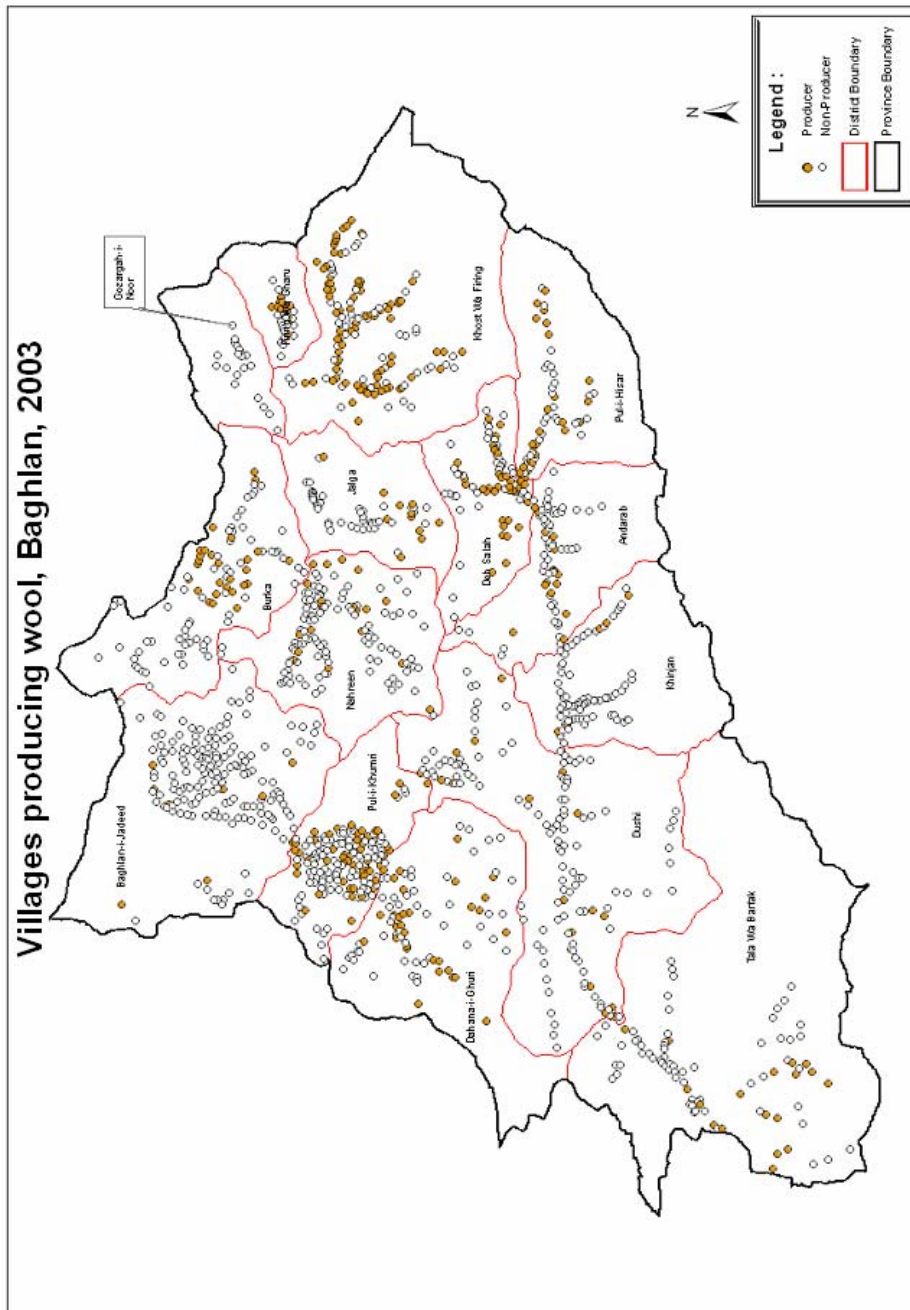 Villages producing wool, Baghlan, 2003
Gozargah-i-
Noor
Baghlan-i-Jadeed
Burka
Jalga
Khost Wa Firing
Nahreen
Pul-i-Khumri
Dahana-i-Ghuri
Deh Salah
Pul-i-Hisar
Andarab
Khinjan
Dushi
Tala Wa Barfak
N
Legend :
Producer
Non-Producer
District Boundary
Province Boundary